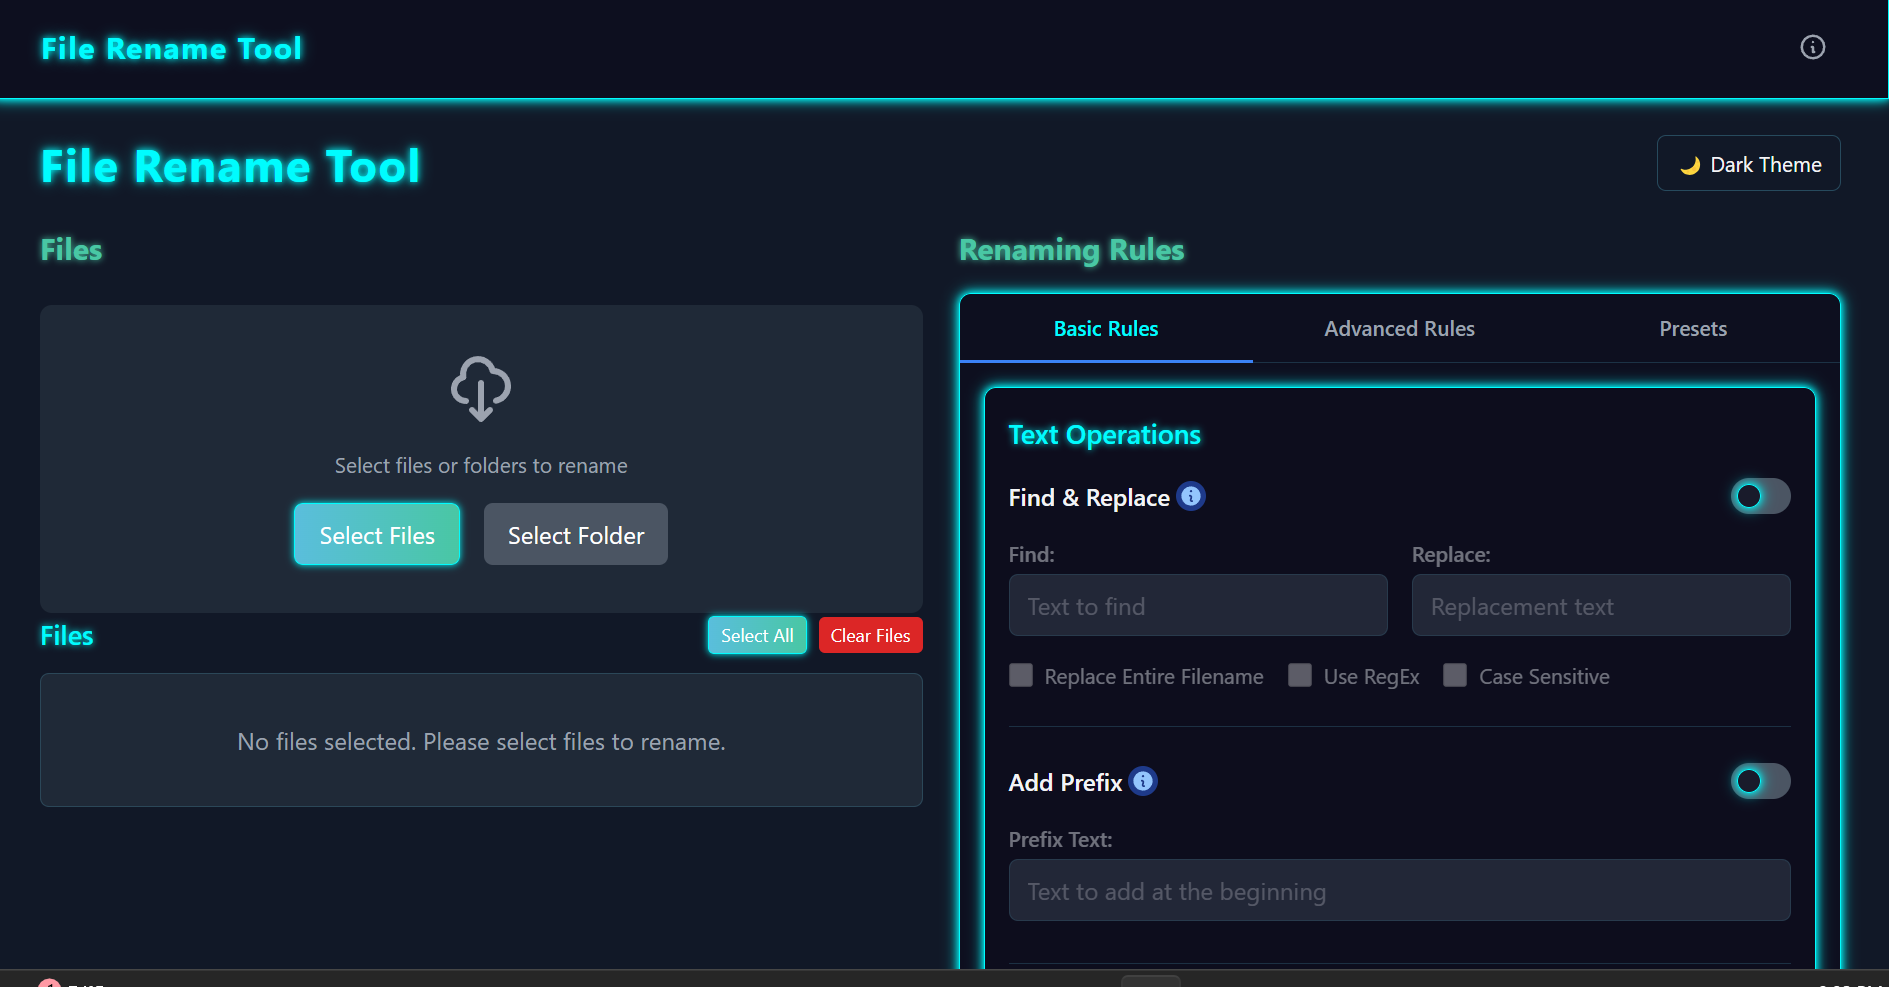 File Rename Tool
File Rename Tool
Dark Theme
Files
Select files or folders to rename
Select Files
Select Folder
Files
Select All
Clear Files
No files selected. Please select files to rename.
Renaming Rules
Basic Rules
Advanced Rules
Presets
Text Operations
Find & Replace
Find:
Replace:
Text to find
Replacement text
Replace Entire Filename
Use RegEx
Case Sensitive
Add Prefix
Prefix Text:
Text to add at the beginning